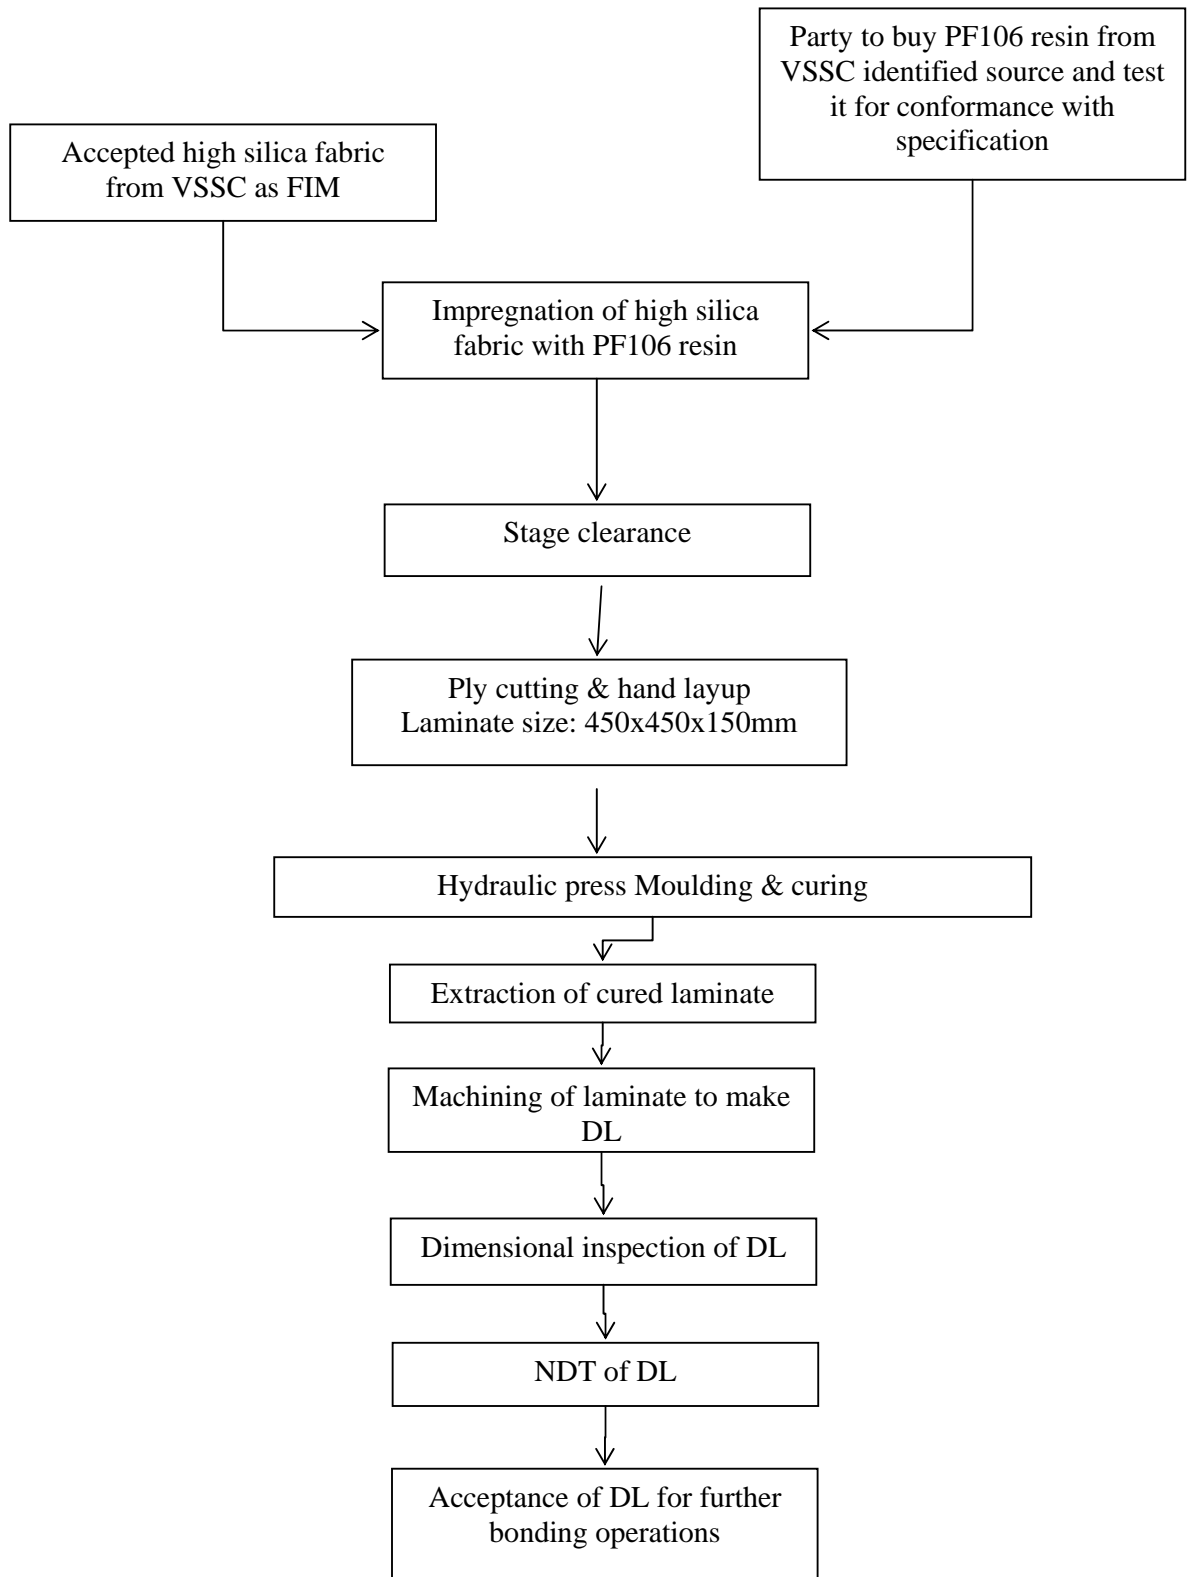 Party to buy PF106 resin from
VSSC identified source and test
it for conformance with
specification
Accepted high silica fabric
from VSSC as FIM
Impregnation of high silica
fabric with PF106 resin
Stage clearance
Ply cutting & hand layup
Laminate size: 450x450x150mm
Hydraulic press Moulding & curing
Extraction of cured laminate
Machining of laminate to make
DL
Dimensional inspection of DL
NDT of DL
Acceptance of DL for further
bonding operations